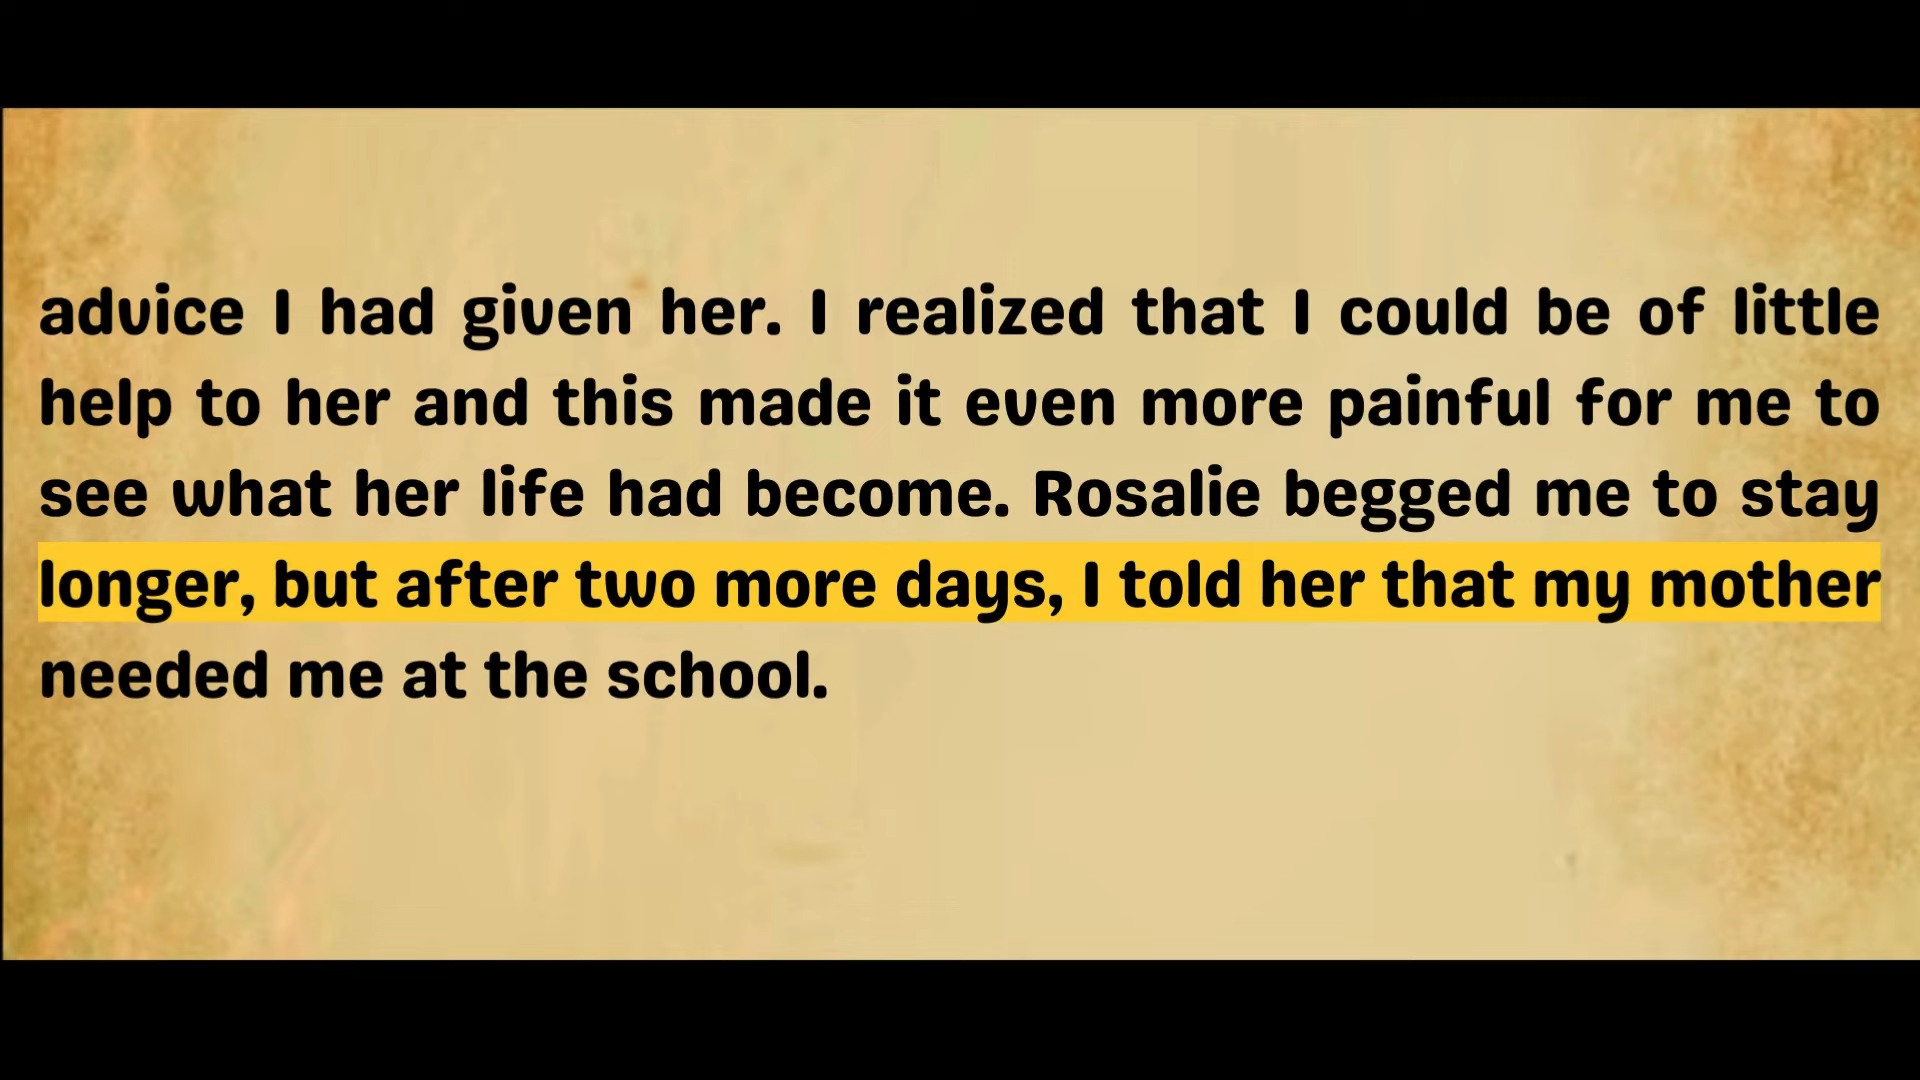 advice I had given her. I realized that I could be of little
help to her and this made it even more painful for me to
see what her life had become. Rosalie begged me to stay
longer, but after two more days, I told her that my mother
needed me at the school.